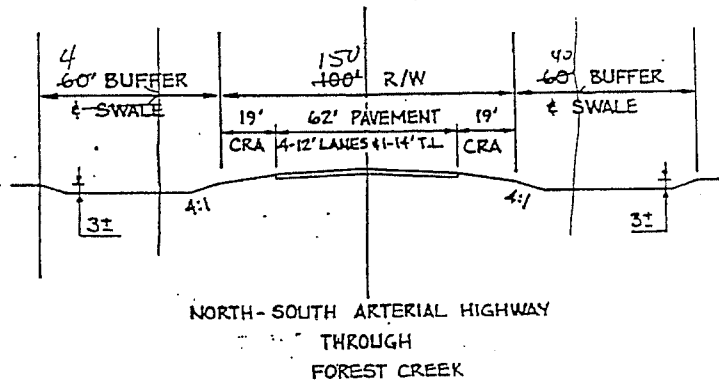 4 150 40
60' BUFFER 100' R/W 60' BUFFER
& SWALE & SWALE
19' 62' PAVEMENT 19'
CRA 4-12' LANES & 1-14' T.L. CRA
4:1 4:1
3± 3±
NORTH-SOUTH ARTERIAL HIGHWAY
THROUGH
FOREST CREEK